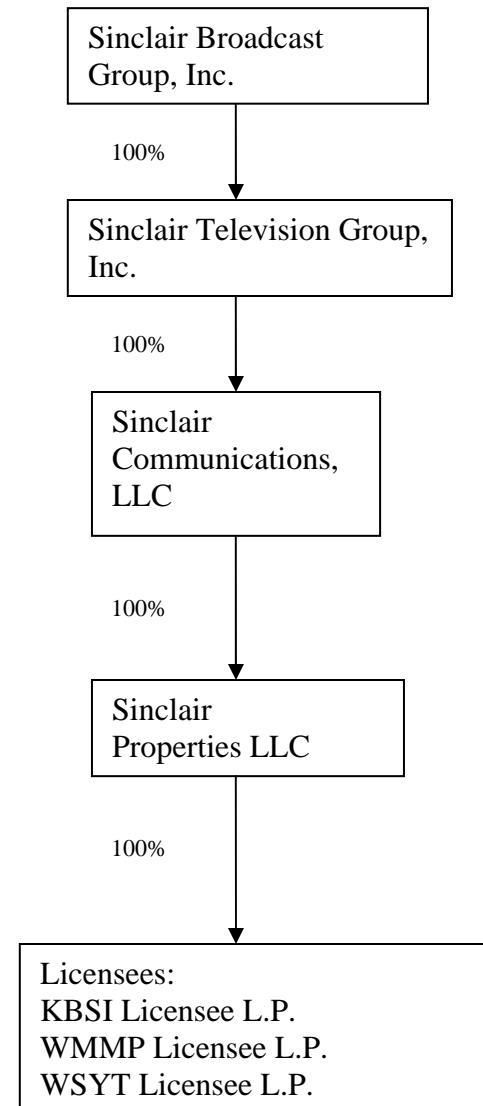 Sinclair Broadcast
Group, Inc.
100%
Sinclair Television Group,
Inc.
100%
Sinclair
Communications,
LLC
100%
Sinclair
Properties LLC
100%
Licensees:
KBSI Licensee L.P.
WMMP Licensee L.P.
WSYT Licensee L.P.